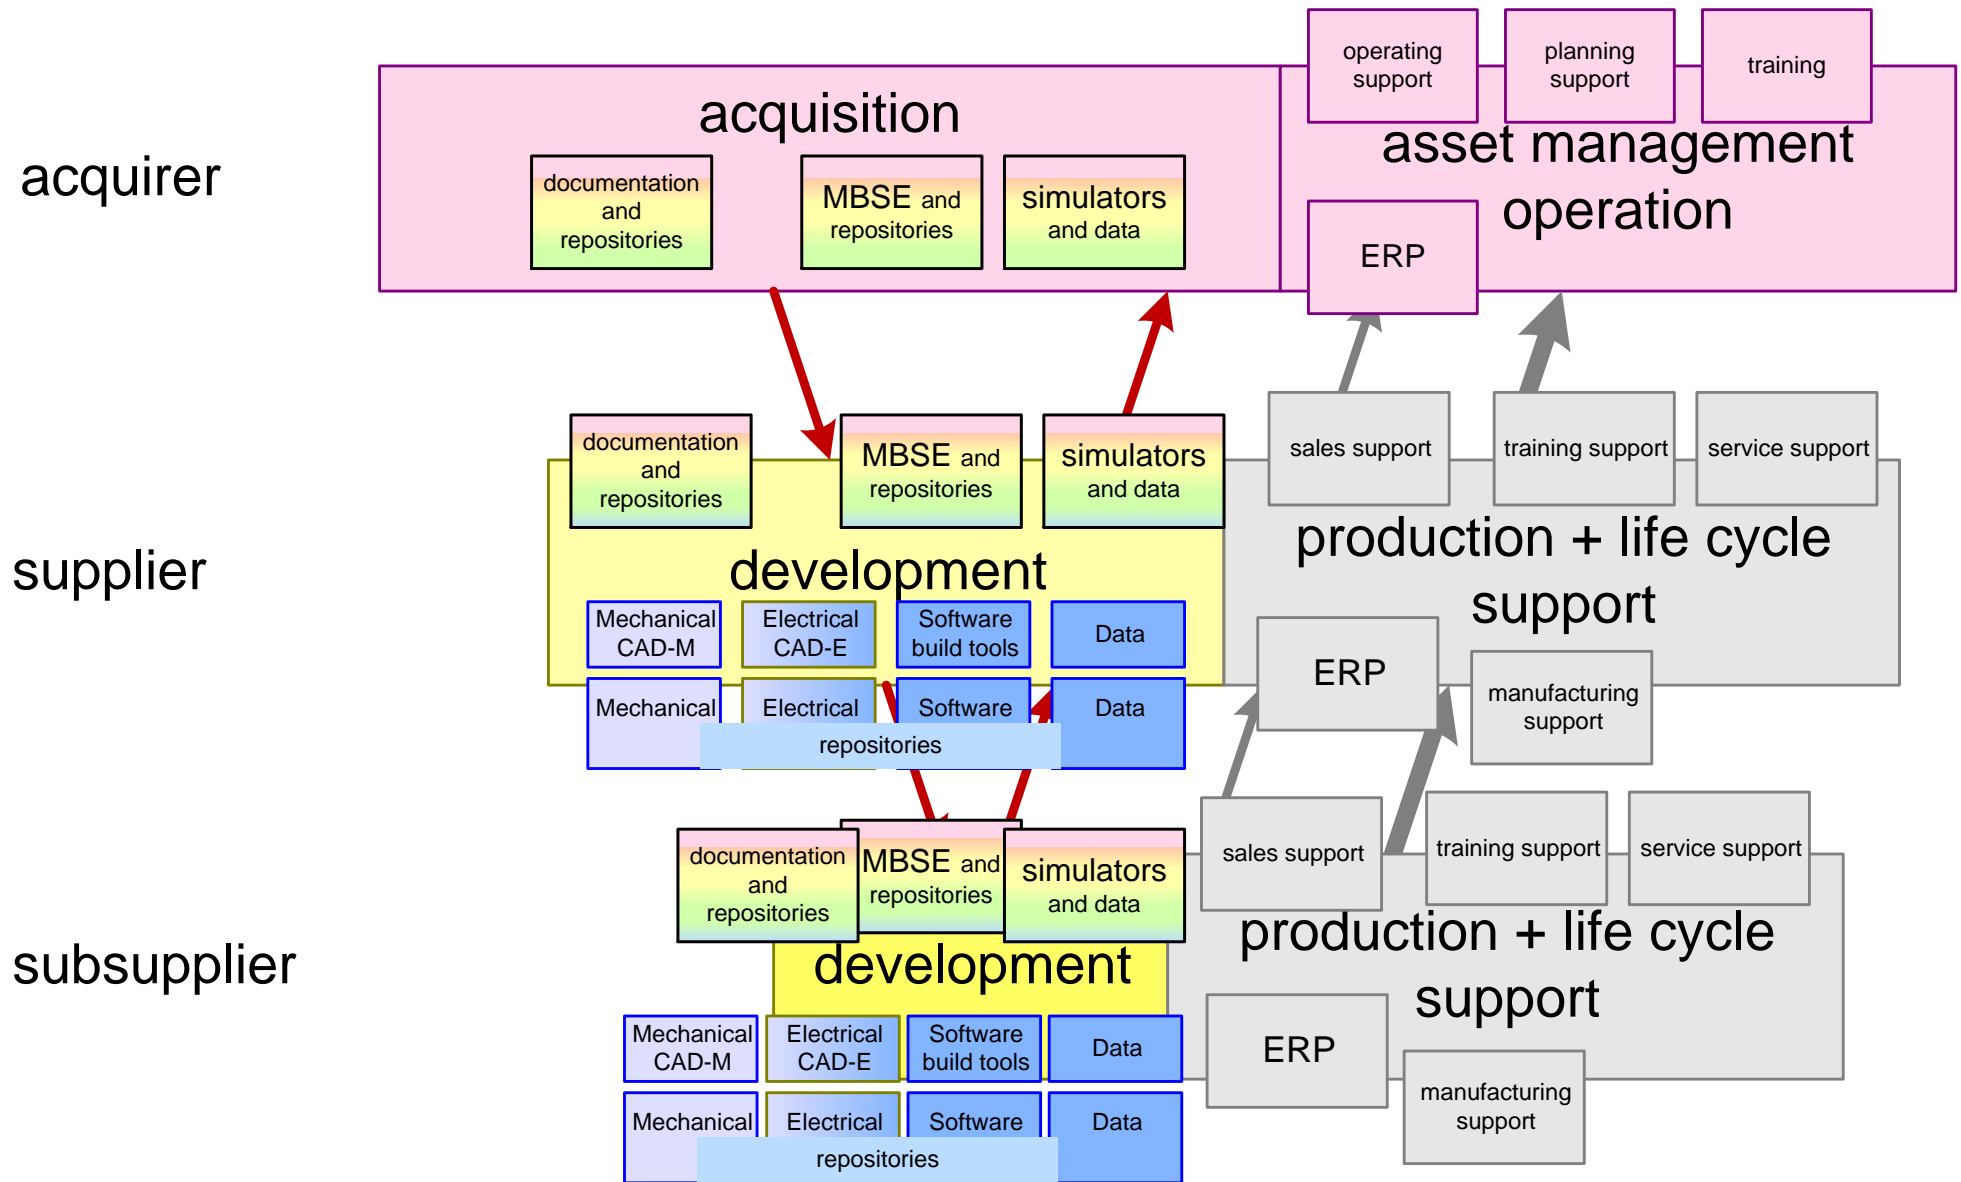 operating
support
planning
support
training
acquisition
asset management
operation
acquirer
documentation
and
repositories
MBSE and
repositories
simulators
and data
ERP
documentation
and
repositories
MBSE and
repositories
simulators
and data
sales support
training support
service support
supplier
development
production + life cycle
support
Mechanical
CAD-M
Electrical
CAD-E
Software
build tools
Data
ERP
manufacturing
support
Mechanical
Electrical
Software
Data
repositories
documentation
and
repositories
MBSE and
repositories
simulators
and data
sales support
training support
service support
subsupplier
development
production + life cycle
support
Mechanical
CAD-M
Electrical
CAD-E
Software
build tools
Data
ERP
manufacturing
support
Mechanical
Electrical
Software
Data
repositories